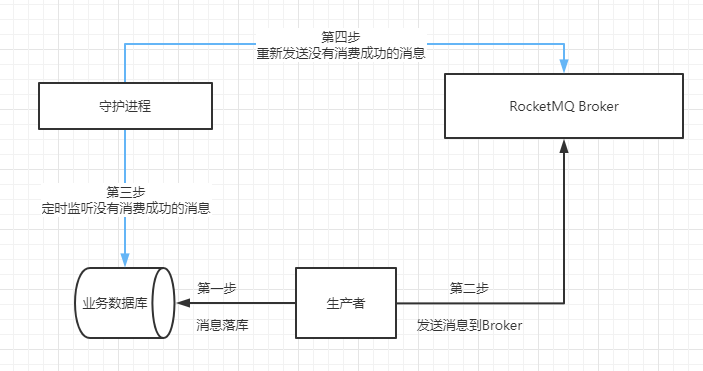 第四步
重新发送没有消费成功的消息
守护进程
RocketMQ Broker
第三步
定时监听没有消费成功的消息
业务数据库
第一步
消息落库
生产者
第二步
发送消息到Broker